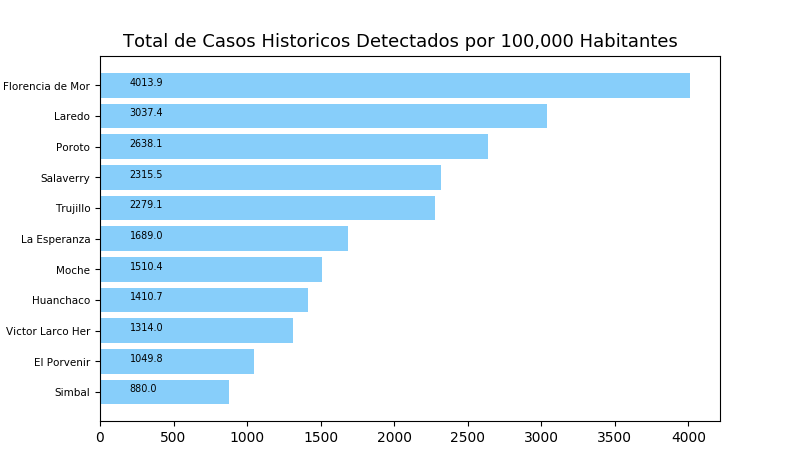 Total de Casos Historicos Detectados por 100,000 Habitantes
Florencia de Mor 4013.9
Laredo 3037.4
Poroto 2638.1
Salaverry 2315.5
Trujillo 2279.1
La Esperanza 1689.0
Moche 1510.4
Huanchaco 1410.7
Victor Larco Her 1314.0
El Porvenir 1049.8
Simbal 880.0
0 500 1000 1500 2000 2500 3000 3500 4000